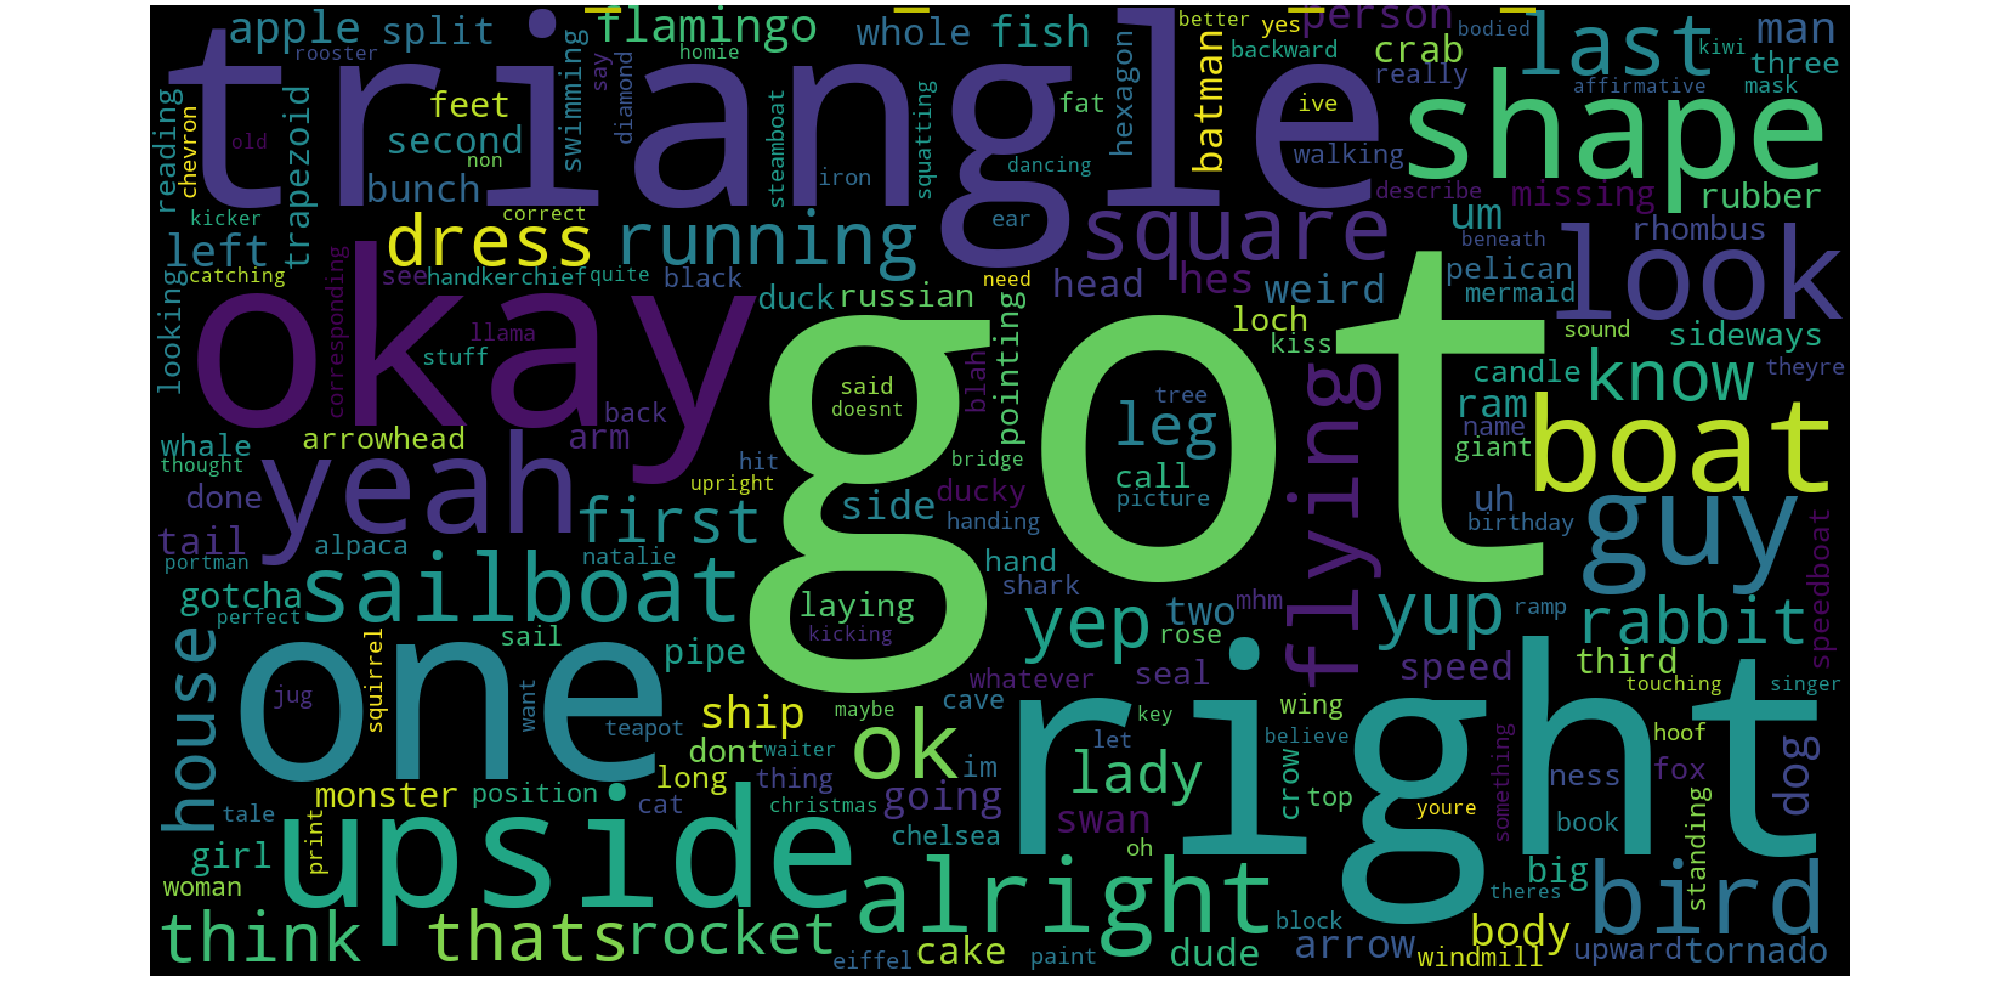 apple split flamingo whole fish better yes person bodied last man
rooster homie backward crab kiwi three
triangle
say really affirmative mask
reading chevron trapezoid feet swimming diamond steamboat squatting fat hexagon batman ive shape
old second non dancing walking
bunch iron describe missing rubber
kicker correct ear square um rhombus
left dress running beneath look
looking catching corresponding see handkerchief quite black need head hes weird pelican
okay duck russian loch mermaid
llama kiss sound sideways
stuff blah pointing said candle know theyre
got
doesnt tree flying
back leg ram boat
whale arrowhead arm name
thought yeah hit bridge call giant
upright ducky picture uh guy
done first side handing birthday speedboat
tail alpaca natalie hand
portman sailboat shark
gotcha laying yep two mhm yup ramp rabbit
perfect kicking
house one sail pipe rose third
whatever seal speed touching singer
jug squirrel want cave wing
ship maybe key right hoof
teapot ok let believe
dont waiter im lady something ness fox dog
long thing
monster position cat christmas going crow top youre
tale upside swan book standing
print chelsea
girl oh big
woman alright theres bird
think thats rocket block body
eiffel cake paint dude arrow windmill upward tornado